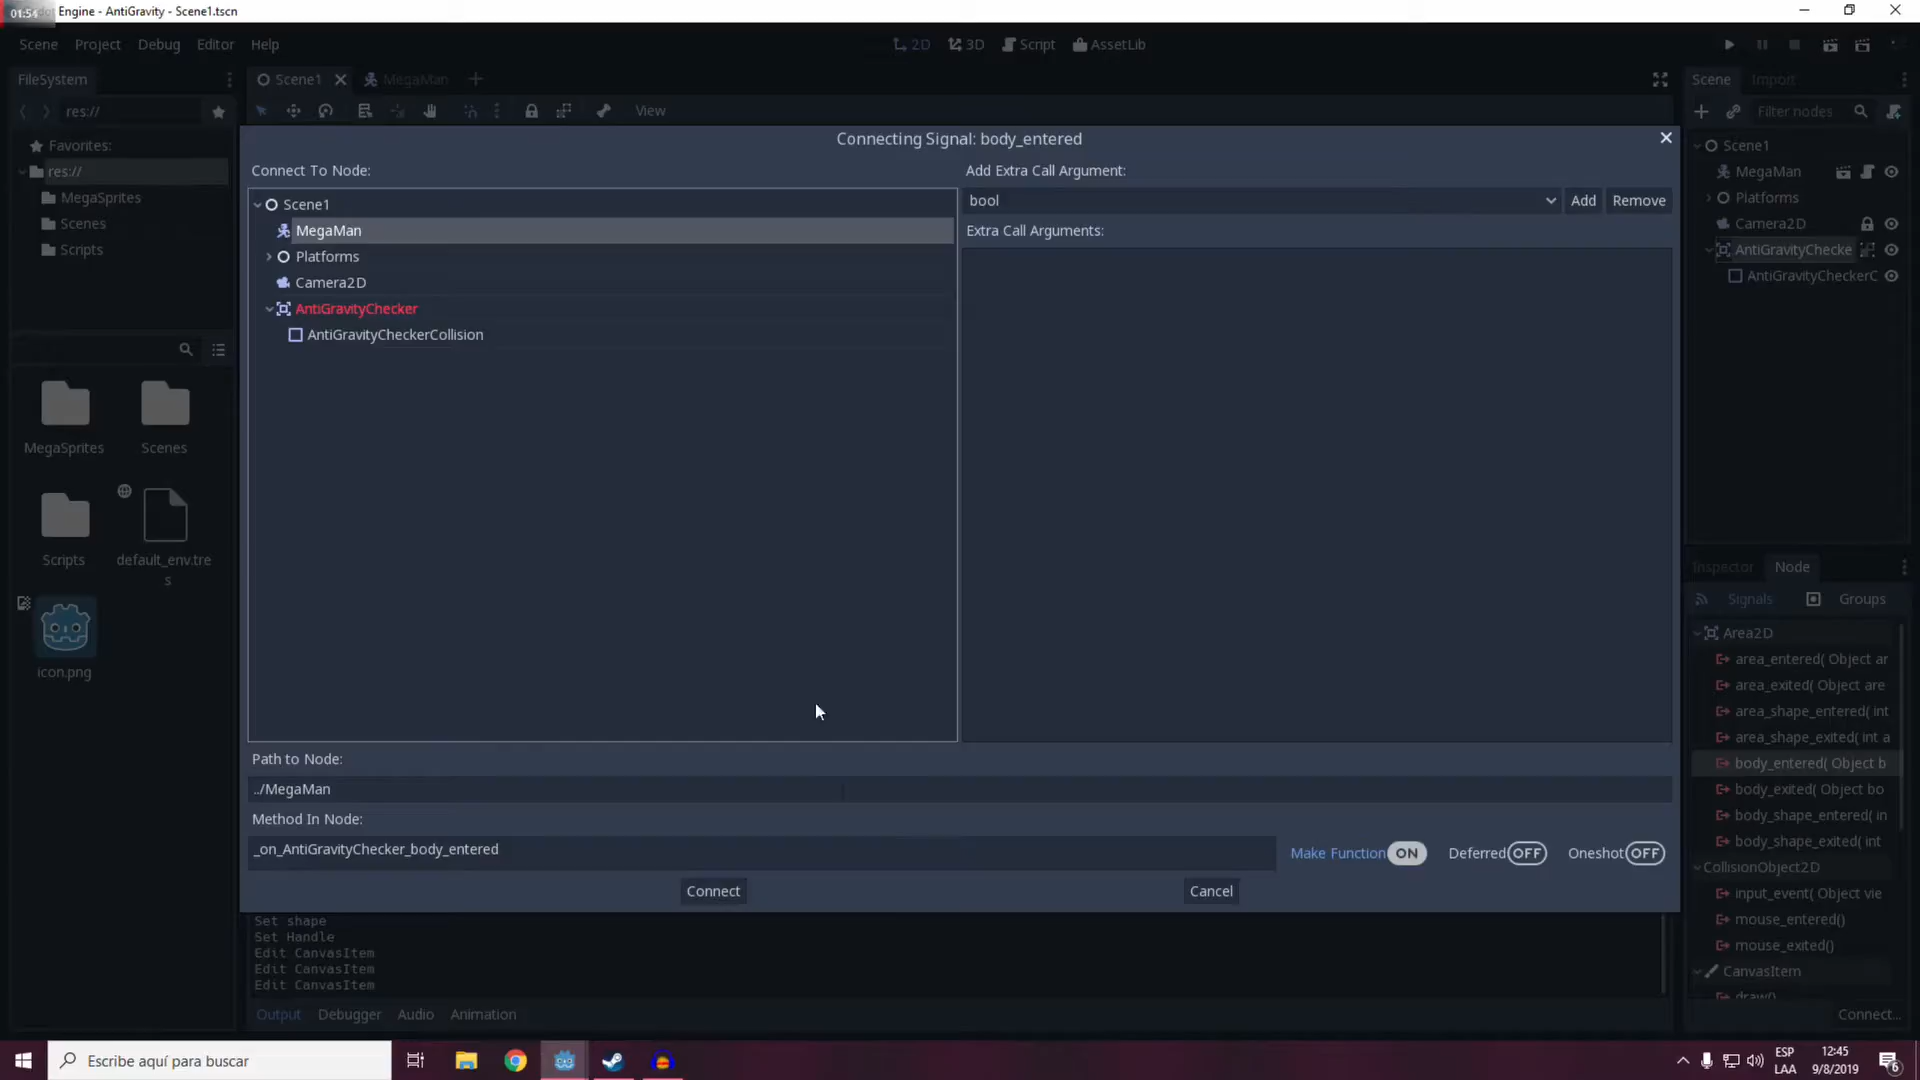 01:54
Engine - AntiGravity - Scene1.tscn
Scene Project Debug Editor Help
2D 3D Script AssetLib
FileSystem
Scene1 MegaMan
Scene Import
res://
View
Filter nodes
Connecting Signal: body_entered
Favorites:
res://
MegaSprites
Scenes
Scripts
Connect To Node:
Scene1
MegaMan
Platforms
Camera2D
AntiGravityChecker
AntiGravityCheckerCollision
Add Extra Call Argument:
bool Add Remove
Extra Call Arguments:
Scene1
MegaMan
Platforms
Camera2D
AntiGravityChecke
AntiGravityCheckerC
MegaSprites Scenes
Scripts default_env.tre
s
icon.png
Path to Node:
../MegaMan
Method In Node:
_on_AntiGravityChecker_body_entered
Make Function ON Deferred OFF Oneshot OFF
Connect Cancel
Inspector Node
Signals Groups
Area2D
area_entered( Object ar
area_exited( Object are
area_shape_entered( int
area_shape_exited( int a
body_entered( Object b
body_exited( Object bo
body_shape_entered( in
body_shape_exited( int
CollisionObject2D
input_event( Object vie
mouse_entered()
mouse_exited()
CanvasItem
draw()
Connect...
Set shape
Set Handle
Edit CanvasItem
Edit CanvasItem
Edit CanvasItem
Output Debugger Audio Animation
Escribe aquí para buscar
ESP
LAA
12:45
9/8/2019
6